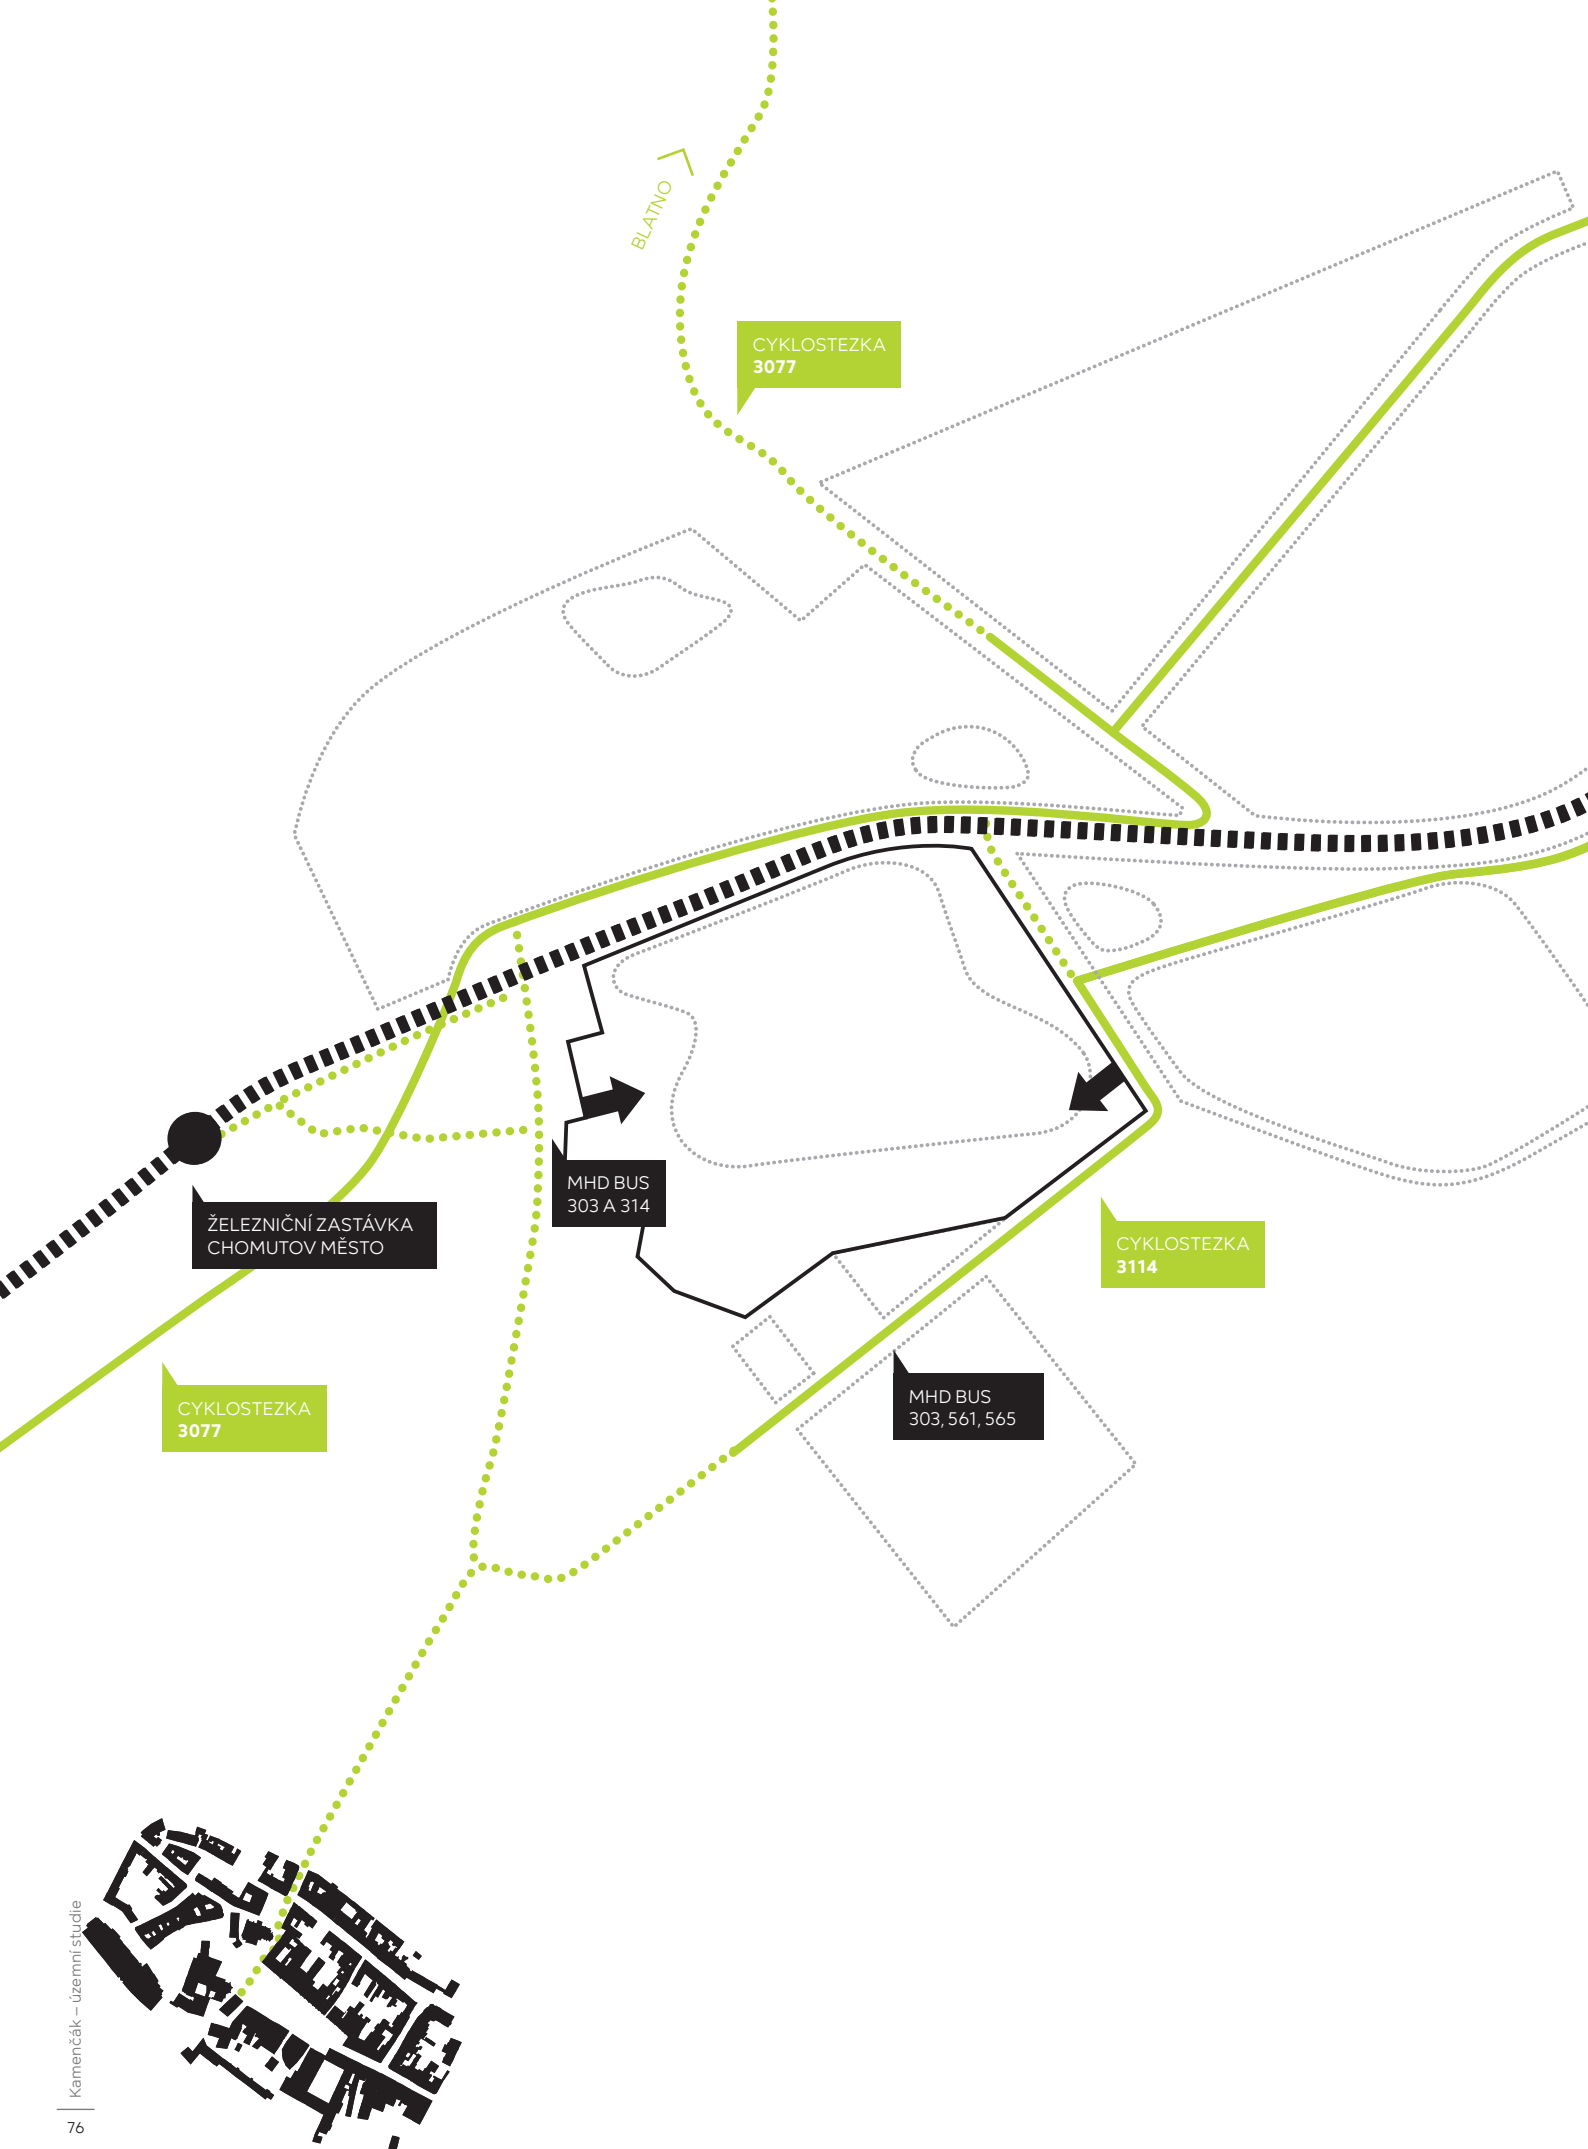 BLATNO
CYKLOSTEZKA
3077
MHD BUS
303 A 314
ŽELEZNIČNÍ ZASTÁVKA
CHOMUTOV MĚSTO
CYKLOSTEZKA
3114
CYKLOSTEZKA
3077
MHD BUS
303, 561, 565
Kamenčák – územní studie
76